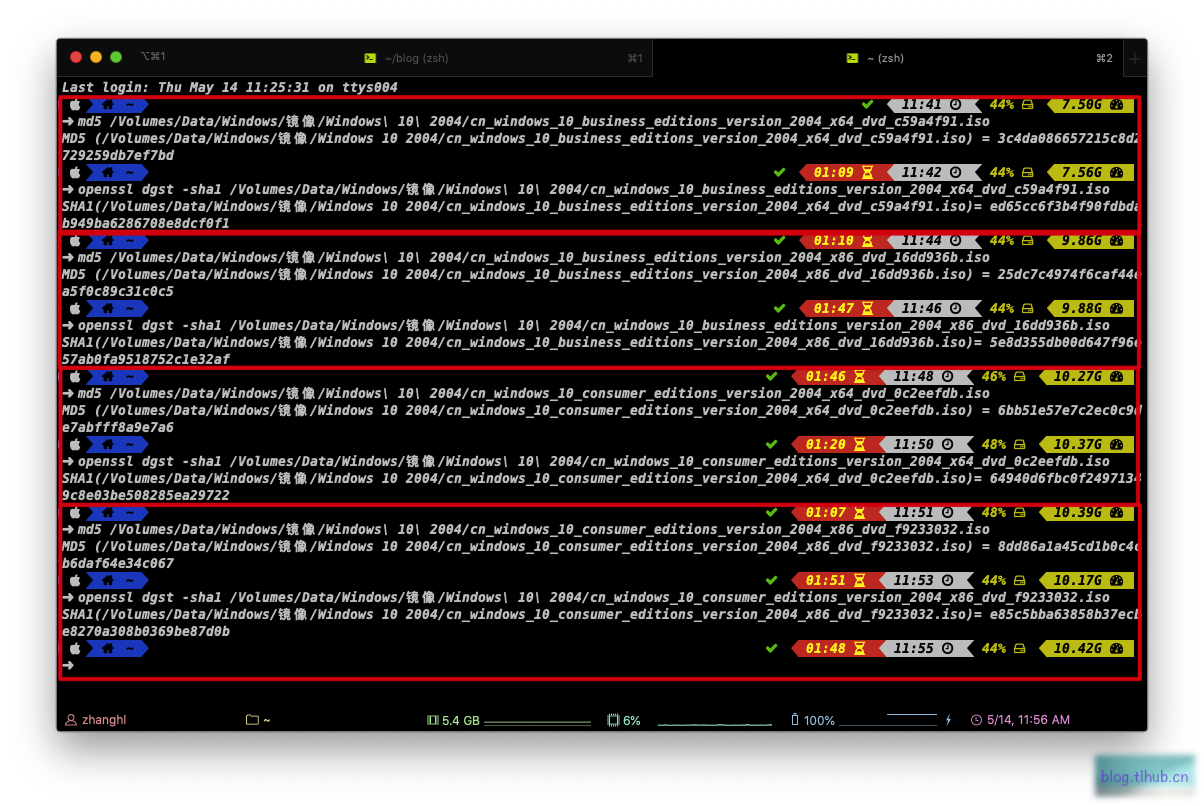 ⌥⌘1
~/blog (zsh) ⌘1
~ (zsh) ⌘2
Last login: Thu May 14 11:25:31 on ttys004
~ ✔ 11:41 44% 7.50G
➜ md5 /Volumes/Data/Windows/镜像/Windows\ 10\ 2004/cn_windows_10_business_editions_version_2004_x64_dvd_c59a4f91.iso
MD5 (/Volumes/Data/Windows/镜像/Windows 10 2004/cn_windows_10_business_editions_version_2004_x64_dvd_c59a4f91.iso) = 3c4da086657215c8d2
729259db7ef7bd
~ ✔ 01:09 11:42 44% 7.56G
➜ openssl dgst -sha1 /Volumes/Data/Windows/镜像/Windows\ 10\ 2004/cn_windows_10_business_editions_version_2004_x64_dvd_c59a4f91.iso
SHA1(/Volumes/Data/Windows/镜像/Windows 10 2004/cn_windows_10_business_editions_version_2004_x64_dvd_c59a4f91.iso)= ed65cc6f3b4f90fdbda
b949ba6286708e8dcf0f1
~ ✔ 01:10 11:44 44% 9.86G
➜ md5 /Volumes/Data/Windows/镜像/Windows\ 10\ 2004/cn_windows_10_business_editions_version_2004_x86_dvd_16dd936b.iso
MD5 (/Volumes/Data/Windows/镜像/Windows 10 2004/cn_windows_10_business_editions_version_2004_x86_dvd_16dd936b.iso) = 25dc7c4974f6caf44e
a5f0c89c31c0c5
~ ✔ 01:47 11:46 44% 9.88G
➜ openssl dgst -sha1 /Volumes/Data/Windows/镜像/Windows\ 10\ 2004/cn_windows_10_business_editions_version_2004_x86_dvd_16dd936b.iso
SHA1(/Volumes/Data/Windows/镜像/Windows 10 2004/cn_windows_10_business_editions_version_2004_x86_dvd_16dd936b.iso)= 5e8d355db00d647f96e
57ab0fa9518752c1e32af
~ ✔ 01:46 11:48 46% 10.27G
➜ md5 /Volumes/Data/Windows/镜像/Windows\ 10\ 2004/cn_windows_10_consumer_editions_version_2004_x64_dvd_0c2eefdb.iso
MD5 (/Volumes/Data/Windows/镜像/Windows 10 2004/cn_windows_10_consumer_editions_version_2004_x64_dvd_0c2eefdb.iso) = 6bb51e57e7c2ec0c9d
e7abfff8a9e7a6
~ ✔ 01:20 11:50 48% 10.37G
➜ openssl dgst -sha1 /Volumes/Data/Windows/镜像/Windows\ 10\ 2004/cn_windows_10_consumer_editions_version_2004_x64_dvd_0c2eefdb.iso
SHA1(/Volumes/Data/Windows/镜像/Windows 10 2004/cn_windows_10_consumer_editions_version_2004_x64_dvd_0c2eefdb.iso)= 64940d6fbc0f2497134
9c8e03be508285ea29722
~ ✔ 01:07 11:51 48% 10.39G
➜ md5 /Volumes/Data/Windows/镜像/Windows\ 10\ 2004/cn_windows_10_consumer_editions_version_2004_x86_dvd_f9233032.iso
MD5 (/Volumes/Data/Windows/镜像/Windows 10 2004/cn_windows_10_consumer_editions_version_2004_x86_dvd_f9233032.iso) = 8dd86a1a45cd1b0c4c
b6daf64e34c067
~ ✔ 01:51 11:53 44% 10.17G
➜ openssl dgst -sha1 /Volumes/Data/Windows/镜像/Windows\ 10\ 2004/cn_windows_10_consumer_editions_version_2004_x86_dvd_f9233032.iso
SHA1(/Volumes/Data/Windows/镜像/Windows 10 2004/cn_windows_10_consumer_editions_version_2004_x86_dvd_f9233032.iso)= e85c5bba63858b37ecb
e8270a308b0369be87d0b
~ ✔ 01:48 11:55 44% 10.42G
➜
zhanghl ~ 5.4 GB 6% 100% 5/14, 11:56 AM
blog.tlhub.cn